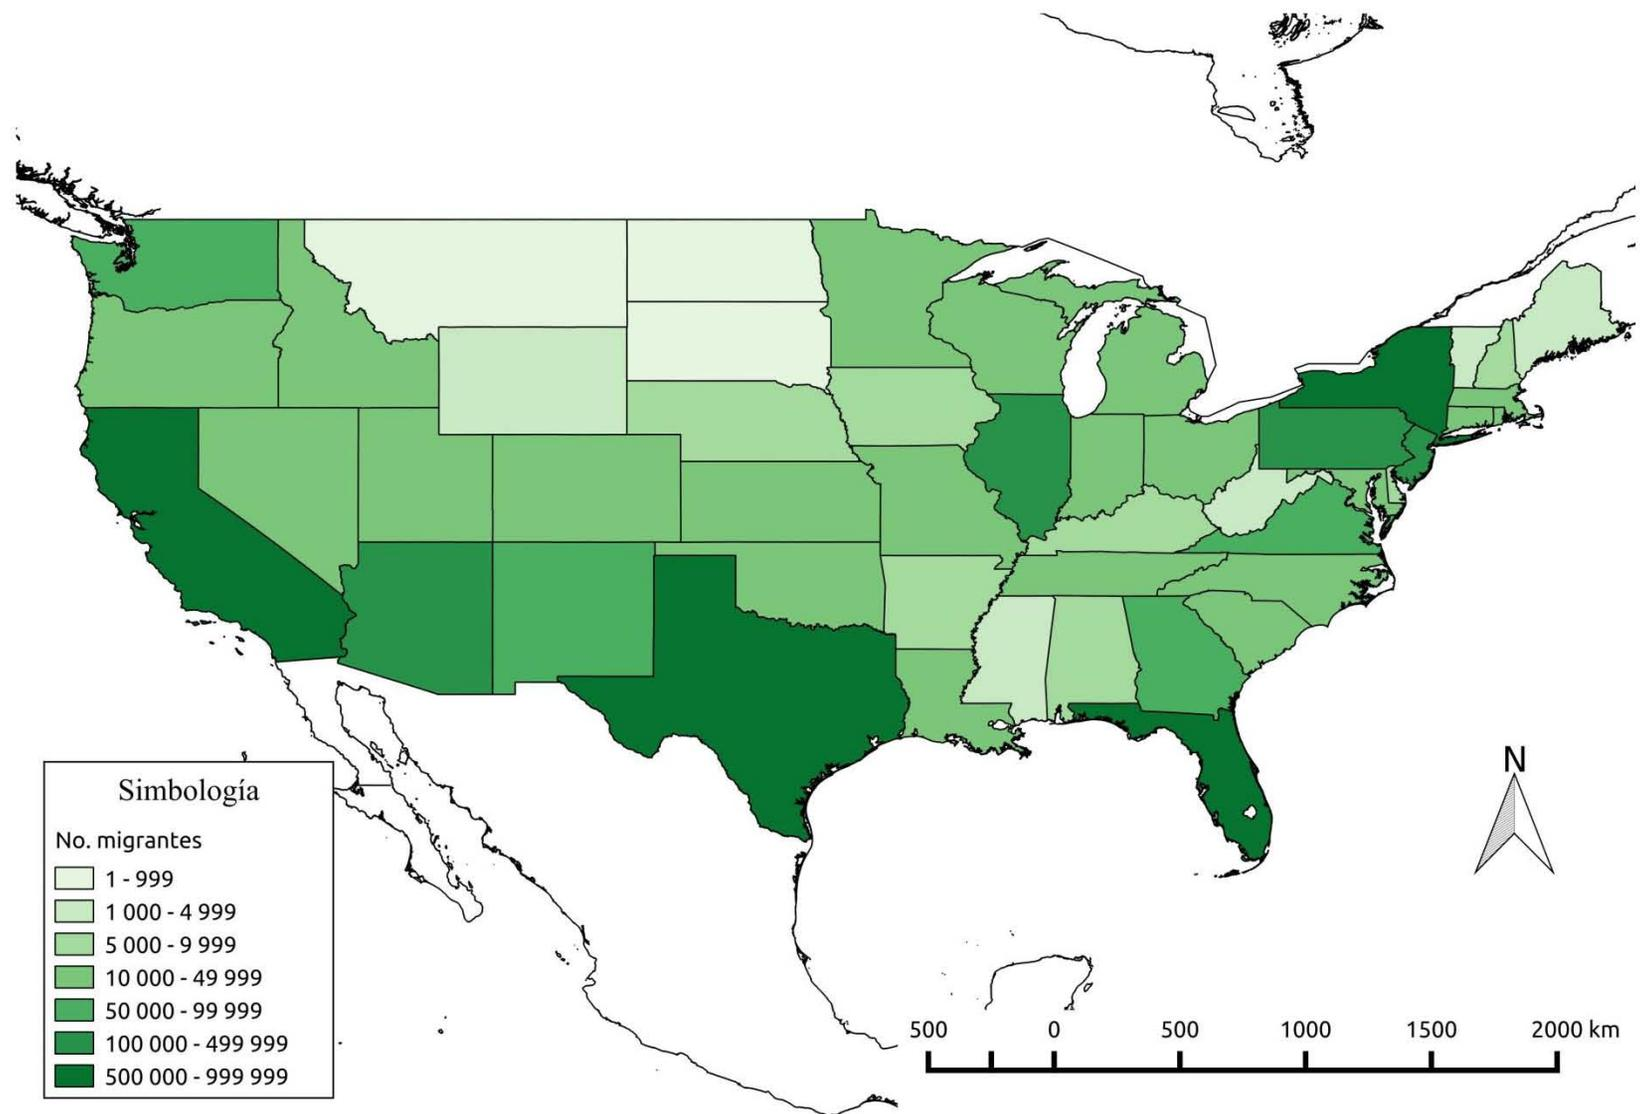 N
Simbología
No. migrantes
1 - 999
1 000 - 4 999
5 000 - 9 999
10 000 - 49 999
50 000 - 99 999
100 000 - 499 999
500 000 - 999 999
500 0 500 1000 1500 2000 km